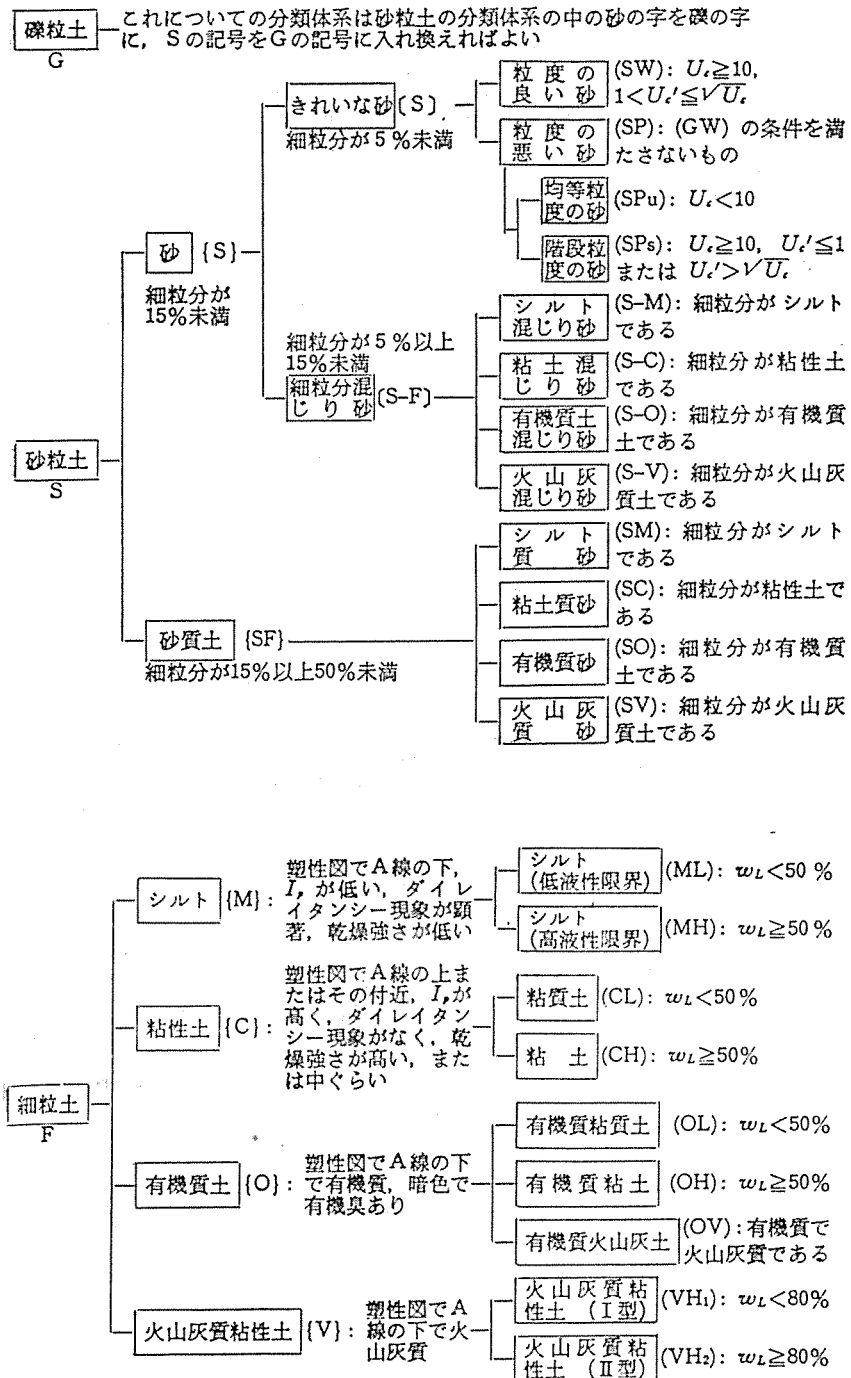 礫粒土
G
これについての分類体系は砂粒土の分類体系の中の砂の字を礫の字
に，Sの記号をGの記号に入れ換えればよい
砂粒土
S
砂 {S}
細粒分が
15%未満
きれいな砂〔S〕
細粒分が5%未満
粒度の
良い砂
(SW): Uc≧10,
1<Uc′≦√Uc
粒度の
悪い砂
(SP): (GW) の条件を満
たさないもの
均等粒
度の砂
(SPu): Uc<10
階段粒
度の砂
(SPs): Uc≧10, Uc′≦1
または Uc′>√Uc
細粒分が5%以上
15%未満
細粒分混
じり砂
〔S-F〕
シルト
混じり砂
(S-M): 細粒分がシルト
である
粘土混
じり砂
(S-C): 細粒分が粘性土
である
有機質土
混じり砂
(S-O): 細粒分が有機質
土である
火山灰
混じり砂
(S-V): 細粒分が火山灰
質土である
砂質土 {SF}
細粒分が15%以上50%未満
シルト
質砂
(SM): 細粒分がシルト
である
粘土質砂
(SC): 細粒分が粘性土で
ある
有機質砂
(SO): 細粒分が有機質
土である
火山灰
質砂
(SV): 細粒分が火山灰
質土である
細粒土
F
シルト {M}:
塑性図でA線の下，
Ip が低い，ダイレ
イタンシー現象が顕
著，乾燥強さが低い
シルト
(低液性限界)
(ML): wL<50%
シルト
(高液性限界)
(MH): wL≧50%
粘性土 {C}:
塑性図でA線の上ま
たはその付近，Ipが
高く，ダイレイタン
シー現象がなく，乾
燥強さが高い，また
は中ぐらい
粘質土 (CL): wL<50%
粘土 (CH): wL≧50%
有機質土 {O}:
塑性図でA線の下
で有機質，暗色で
有機臭あり
有機質粘質土 (OL): wL<50%
有機質粘土 (OH): wL≧50%
有機質火山灰土
(OV): 有機質で
火山灰質である
火山灰質粘性土 {V}:
塑性図でA
線の下で火
山灰質
火山灰質粘
性土 (Ⅰ型)
(VH₁): wL<80%
火山灰質粘
性土 (Ⅱ型)
(VH₂): wL≧80%